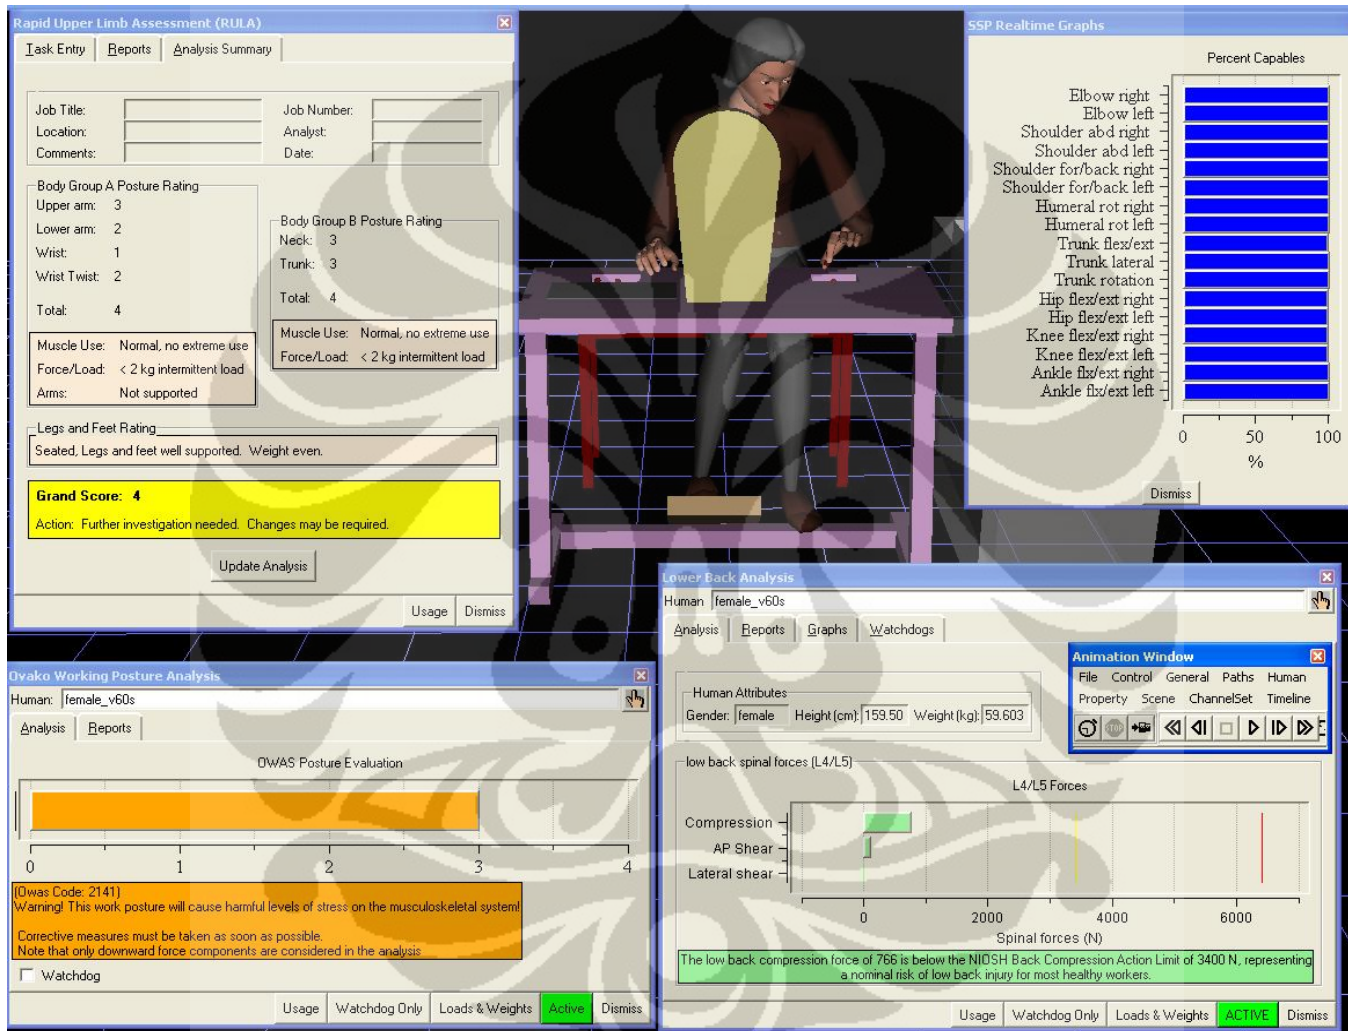 Rapid Upper Limb Assessment (RULA)
Task Entry Reports Analysis Summary
Job Title: Job Number:
Location: Analyst:
Comments: Date:
Body Group A Posture Rating
Upper arm: 3
Lower arm: 2
Wrist: 1
Wrist Twist: 2
Total: 4
Muscle Use: Normal, no extreme use
Force/Load: < 2 kg intermittent load
Arms: Not supported
Body Group B Posture Rating
Neck: 3
Trunk: 3
Total: 4
Muscle Use: Normal, no extreme use
Force/Load: < 2 kg intermittent load
Legs and Feet Rating
Seated, Legs and feet well supported. Weight even.
Grand Score: 4
Action: Further investigation needed. Changes may be required.
Update Analysis
Usage Dismiss
SSP Realtime Graphs
Percent Capables
Elbow right
Elbow left
Shoulder abd right
Shoulder abd left
Shoulder for/back right
Shoulder for/back left
Humeral rot right
Humeral rot left
Trunk flex/ext
Trunk lateral
Trunk rotation
Hip flex/ext right
Hip flex/ext left
Knee flex/ext right
Knee flex/ext left
Ankle flx/ext right
Ankle flx/ext left
0 50 100
%
Dismiss
Ovako Working Posture Analysis
Human: female_v60s
Analysis Reports
OWAS Posture Evaluation
0 1 2 3 4
(Owas Code: 2141)
Warning! This work posture will cause harmful levels of stress on the musculoskeletal system!
Corrective measures must be taken as soon as possible.
Note that only downward force components are considered in the analysis
Watchdog
Usage Watchdog Only Loads & Weights Active Dismiss
Lower Back Analysis
Human female_v60s
Analysis Reports Graphs Watchdogs
Animation Window
File Control General Paths Human
Property Scene ChannelSet Timeline
STOP
Human Attributes
Gender: female Height (cm): 159.50 Weight (kg): 59.603
low back spinal forces (L4/L5)
L4/L5 Forces
Compression
AP Shear
Lateral shear
0 2000 4000 6000
Spinal forces (N)
The low back compression force of 766 is below the NIOSH Back Compression Action Limit of 3400 N, representing
a nominal risk of low back injury for most healthy workers.
Usage Watchdog Only Loads & Weights ACTIVE Dismiss